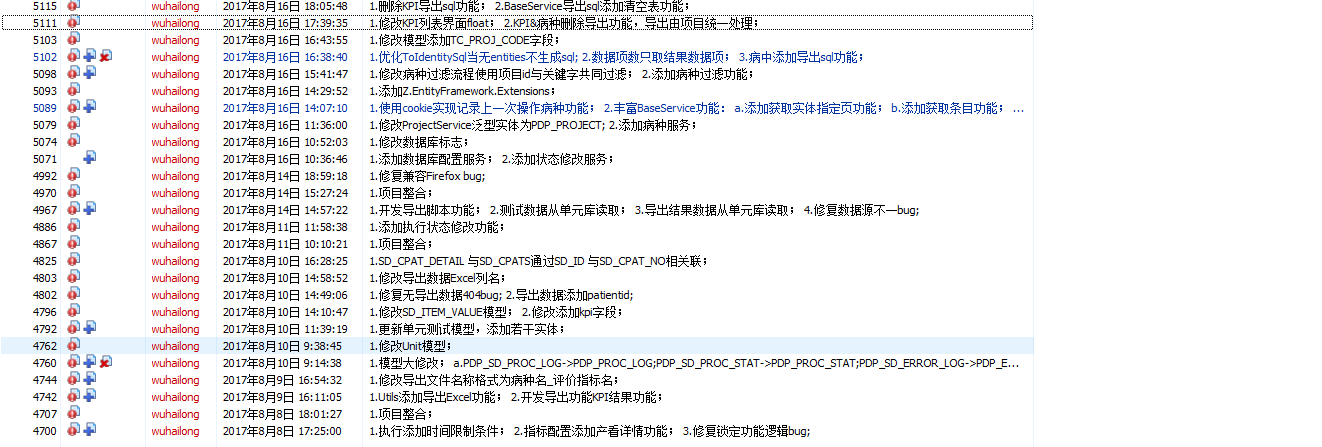 5115 wuhailong 2017年8月16日 18:05:48 1.删除KPI导出sql功能； 2.BaseService导出sql添加清空表功能；
5111 wuhailong 2017年8月16日 17:39:35 1.修改KPI列表界面float； 2.KPI&病种删除导出功能，导出由项目统一处理；
5103 wuhailong 2017年8月16日 16:43:55 1.修改模型添加TC_PROJ_CODE字段；
5102 wuhailong 2017年8月16日 16:38:40 1.优化ToIdentitySql当无entities不生成sql; 2.数据项数只取结果数据项； 3.病中添加导出sql功能；
5098 wuhailong 2017年8月16日 15:41:47 1.修改病种过滤流程使用项目id与关键字共同过滤； 2.添加病种过滤功能；
5093 wuhailong 2017年8月16日 14:29:52 1.添加Z.EntityFramework.Extensions；
5089 wuhailong 2017年8月16日 14:07:10 1.使用cookie实现记录上一次操作病种功能； 2.丰富BaseService功能： a.添加获取实体指定页功能； b.添加获取条目功能； ...
5079 wuhailong 2017年8月16日 11:36:00 1.修改ProjectService泛型实体为PDP_PROJECT; 2.添加病种服务；
5074 wuhailong 2017年8月16日 10:52:03 1.修改数据库标志；
5071 wuhailong 2017年8月16日 10:36:46 1.添加数据库配置服务； 2.添加状态修改服务；
4992 wuhailong 2017年8月14日 18:59:18 1.修复兼容Firefox bug;
4970 wuhailong 2017年8月14日 15:27:24 1.项目整合；
4967 wuhailong 2017年8月14日 14:57:22 1.开发导出脚本功能； 2.测试数据从单元库读取； 3.导出结果数据从单元库读取； 4.修复数据源不一bug;
4886 wuhailong 2017年8月11日 11:58:38 1.添加执行状态修改功能；
4867 wuhailong 2017年8月11日 10:10:21 1.项目整合；
4825 wuhailong 2017年8月10日 16:28:25 1.SD_CPAT_DETAIL 与SD_CPATS通过SD_ID 与SD_CPAT_NO相关联；
4803 wuhailong 2017年8月10日 14:58:52 1.修改导出数据Excel列名；
4802 wuhailong 2017年8月10日 14:49:06 1.修复无导出数据404bug; 2.导出数据添加patientid;
4796 wuhailong 2017年8月10日 14:10:47 1.修改SD_ITEM_VALUE模型； 2.修改添加kpi字段；
4792 wuhailong 2017年8月10日 11:39:19 1.更新单元测试模型，添加若干实体；
4762 wuhailong 2017年8月10日 9:38:45 1.修改Unit模型；
4760 wuhailong 2017年8月10日 9:14:38 1.模型大修改； a.PDP_SD_PROC_LOG->PDP_PROC_LOG;PDP_SD_PROC_STAT->PDP_PROC_STAT;PDP_SD_ERROR_LOG->PDP_E...
4744 wuhailong 2017年8月9日 16:54:32 1.修改导出文件名称格式为病种名_评价指标名；
4742 wuhailong 2017年8月9日 16:11:05 1.Utils添加导出Excel功能； 2.开发导出功能KPI结果功能；
4707 wuhailong 2017年8月8日 18:01:27 1.项目整合；
4700 wuhailong 2017年8月8日 17:25:00 1.执行添加时间限制条件； 2.指标配置添加产看详情功能； 3.修复锁定功能逻辑bug;